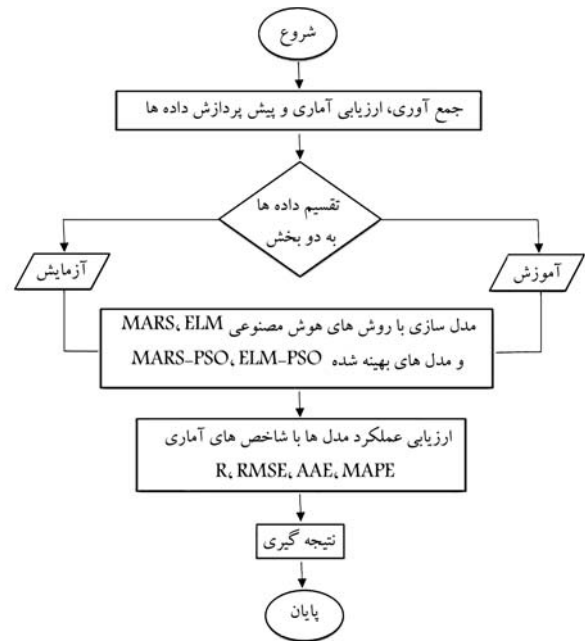 شروع
جمع آوری، ارزیابی آماری و پیش پردازش داده ها
تقسیم داده ها
به دو بخش
آموزش
آزمایش
مدل سازی با روش های هوش مصنوعی MARS، ELM
و مدل های بهینه شده MARS-PSO، ELM-PSO
ارزیابی عملکرد مدل ها با شاخص های آماری
R، RMSE، AAE، MAPE
نتیجه گیری
پایان